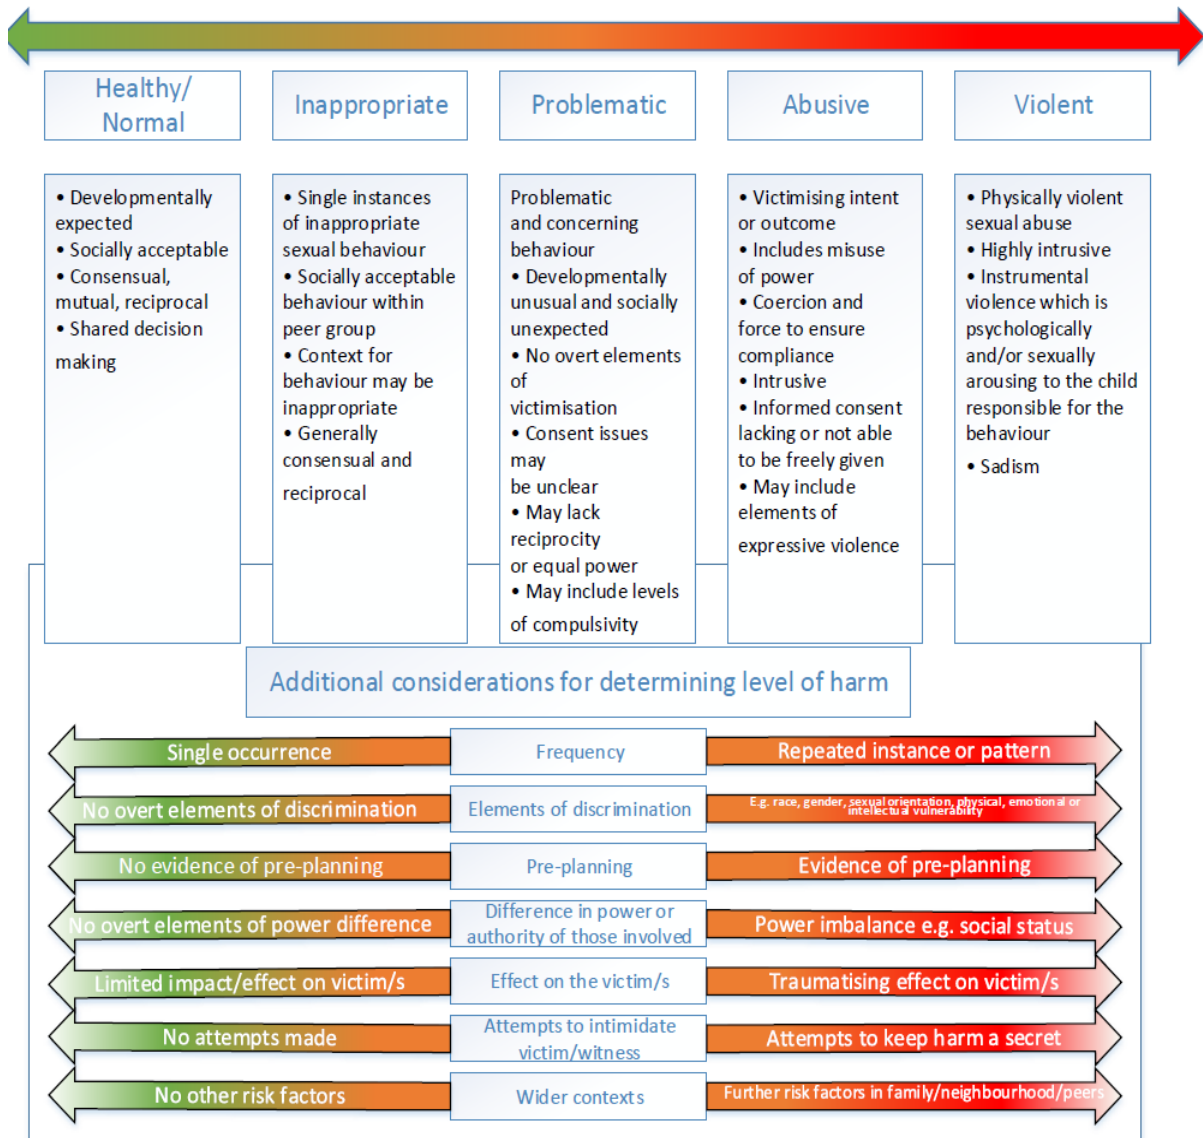 Healthy/
Normal
Inappropriate
Problematic
Abusive
Violent
• Developmentally
expected
• Socially acceptable
• Consensual,
mutual, reciprocal
• Shared decision
making
• Single instances
of inappropriate
sexual behaviour
• Socially acceptable
behaviour within
peer group
• Context for
behaviour may be
inappropriate
• Generally
consensual and
reciprocal
Problematic
and concerning
behaviour
• Developmentally
unusual and socially
unexpected
• No overt elements
of
victimisation
• Consent issues
may
be unclear
• May lack
reciprocity
or equal power
• May include levels
of compulsivity
• Victimising intent
or outcome
• Includes misuse
of power
• Coercion and
force to ensure
compliance
• Intrusive
• Informed consent
lacking or not able
to be freely given
• May include
elements of
expressive violence
• Physically violent
sexual abuse
• Highly intrusive
• Instrumental
violence which is
psychologically
and/or sexually
arousing to the child
responsible for the
behaviour
• Sadism
Additional considerations for determining level of harm
Single occurrence
Frequency
Repeated instance or pattern
No overt elements of discrimination
Elements of discrimination
E.g. race, gender, sexual orientation, physical, emotional or
intellectual vulnerability
No evidence of pre-planning
Pre-planning
Evidence of pre-planning
No overt elements of power difference
Difference in power or
authority of those involved
Power imbalance e.g. social status
Limited impact/effect on victim/s
Effect on the victim/s
Traumatising effect on victim/s
No attempts made
Attempts to intimidate
victim/witness
Attempts to keep harm a secret
No other risk factors
Wider contexts
Further risk factors in family/neighbourhood/peers